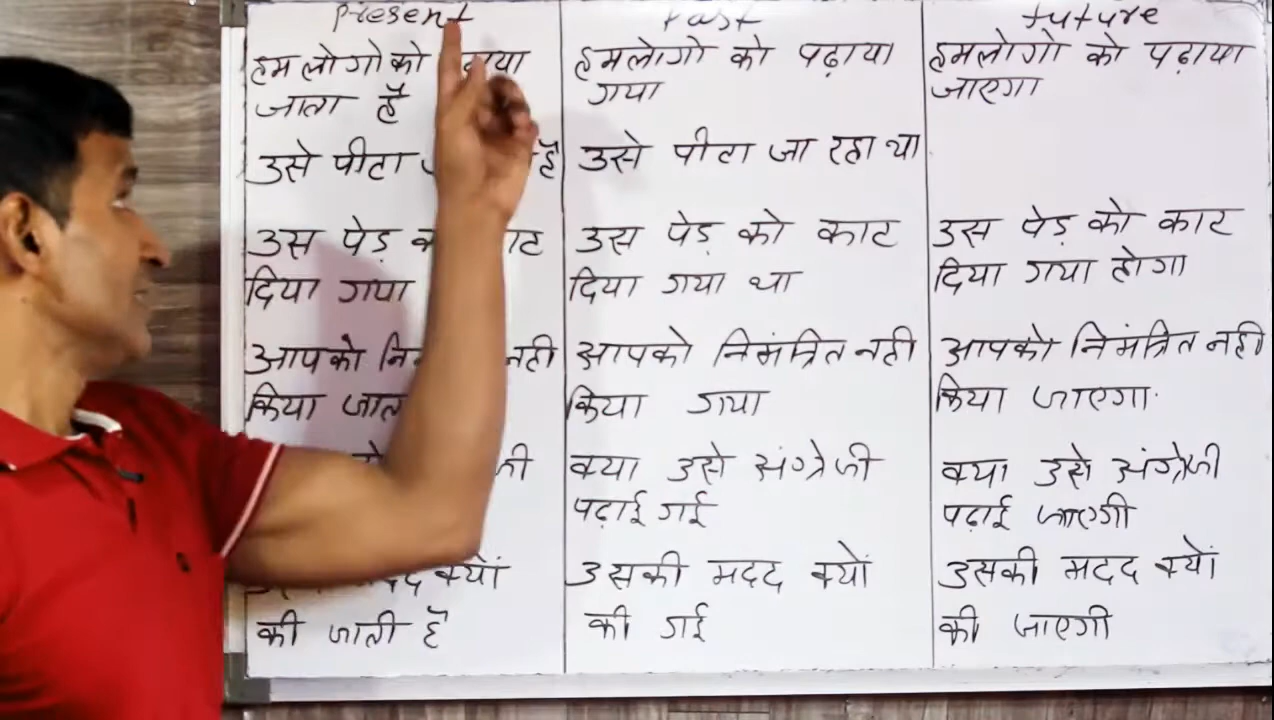 Present
हमलोगो को
जाता है
उसे पीटा है
उस पेड़
दिया गया
आपको नहीं
किया
क्यों
की जाती है
Past
हमलोगो को पढ़ाया
गया
उसे पीटा जा रहा था
उस पेड़ को काट
दिया गया था
आपको निमंत्रित नही
किया गया
क्या उसे अंग्रेजी
पढ़ाई गई
उसकी मदद क्यों
की गई
future
हमलोगो को पढ़ाया
जाएगा
उस पेड़ को काट
दिया गया होगा
आपको निमंत्रित नही
किया जाएगा
क्या उसे अंग्रेजी
पढ़ाई जाएगी
उसकी मदद क्यों
की जाएगी